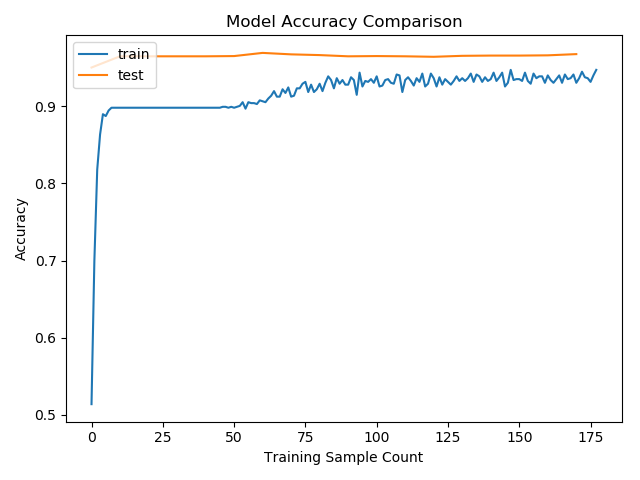 Model Accuracy Comparison
train
test
0.9
0.8
0.7
0.6
0.5
Accuracy
0 25 50 75 100 125 150 175
Training Sample Count